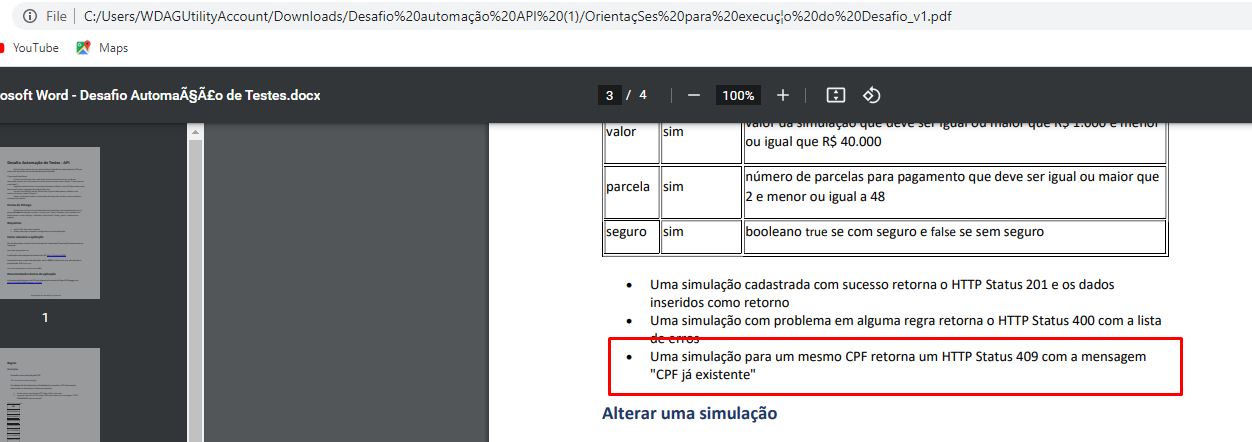 File C:/Users/WDAGUtilityAccount/Downloads/Desafio%20automação%20API%20(1)/OrientaçSes%20para%20execuç¦o%20do%20Desafio_v1.pdf
YouTube Maps
osoft Word - Desafio AutomaÃ§Ã£o de Testes.docx 3 / 4 100%
valor sim valor da simulação que deve ser igual ou maior que R$ 1.000 e menor
ou igual que R$ 40.000
parcela sim número de parcelas para pagamento que deve ser igual ou maior que
2 e menor ou igual a 48
seguro sim booleano true se com seguro e false se sem seguro
• Uma simulação cadastrada com sucesso retorna o HTTP Status 201 e os dados
inseridos como retorno
• Uma simulação com problema em alguma regra retorna o HTTP Status 400 com a lista
de erros
• Uma simulação para um mesmo CPF retorna um HTTP Status 409 com a mensagem
"CPF já existente"
Alterar uma simulação
Desafio Automação de Testes - API
1